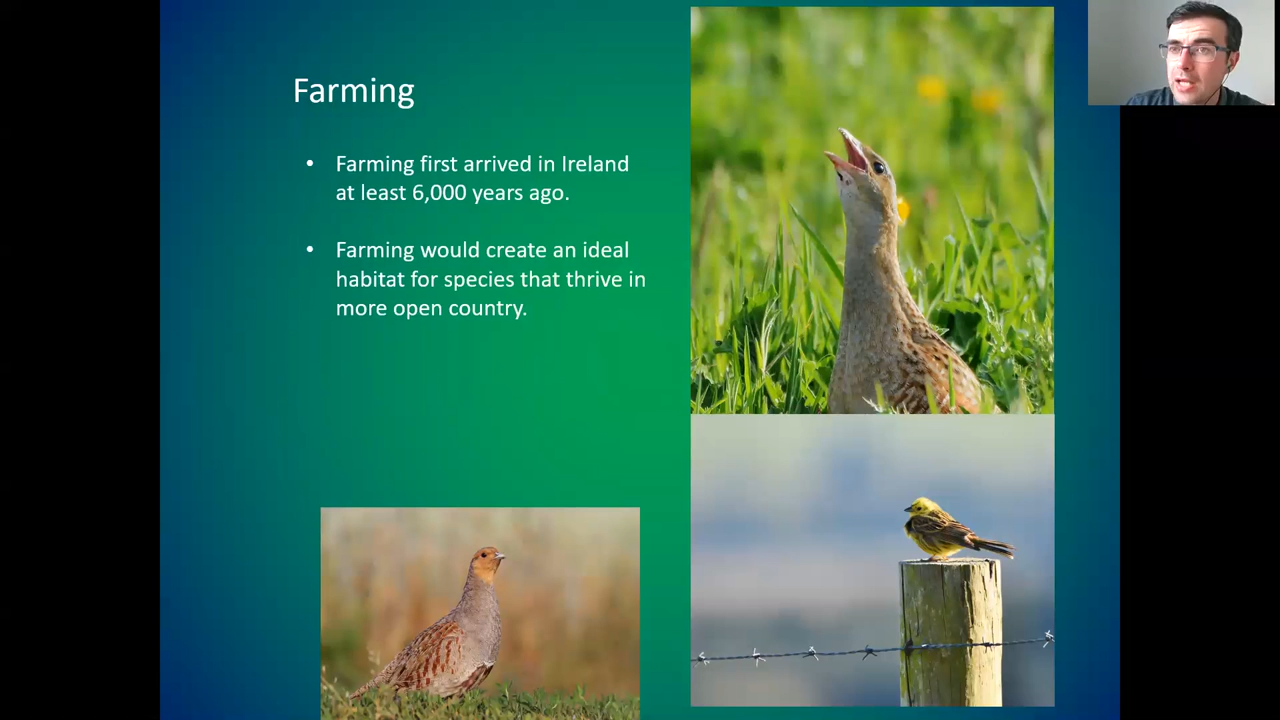 Farming
• Farming first arrived in Ireland
at least 6,000 years ago.
• Farming would create an ideal
habitat for species that thrive in
more open country.